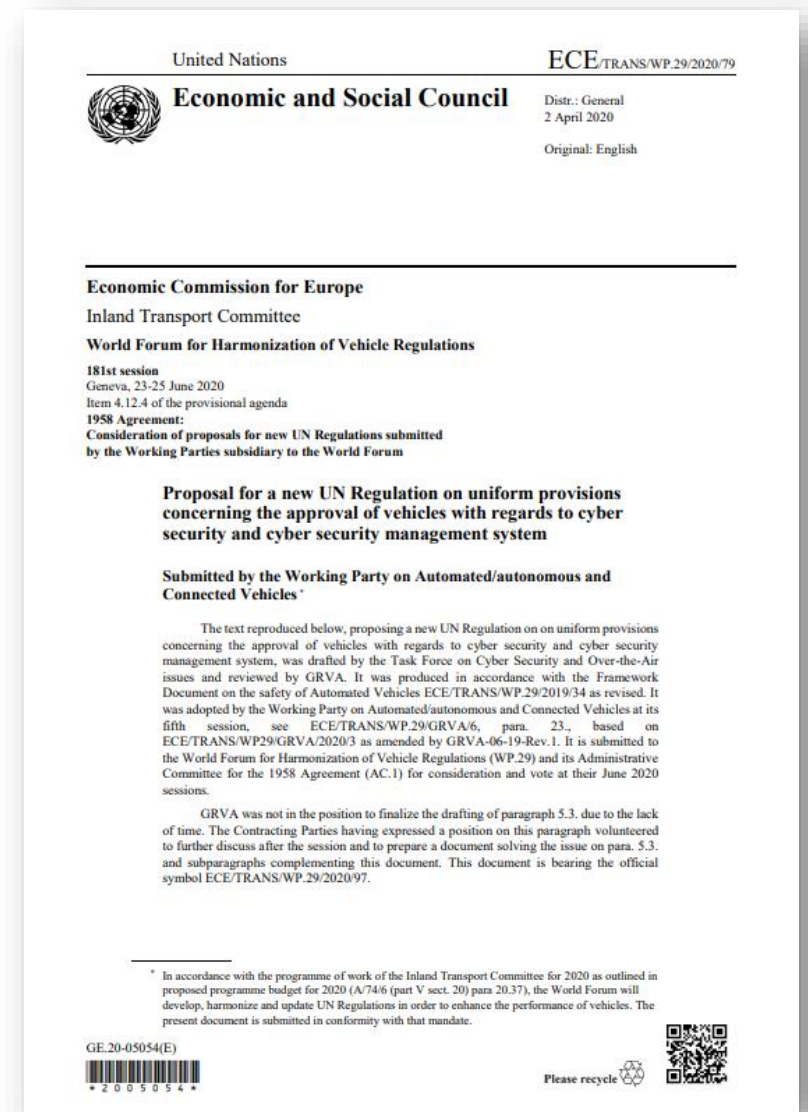 United Nations
ECE/TRANS/WP.29/2020/79
Economic and Social Council
Distr.: General
2 April 2020
Original: English
Economic Commission for Europe
Inland Transport Committee
World Forum for Harmonization of Vehicle Regulations
181st session
Geneva, 23-25 June 2020
Item 4.12.4 of the provisional agenda
1958 Agreement:
Consideration of proposals for new UN Regulations submitted
by the Working Parties subsidiary to the World Forum
Proposal for a new UN Regulation on uniform provisions
concerning the approval of vehicles with regards to cyber
security and cyber security management system
Submitted by the Working Party on Automated/autonomous and
Connected Vehicles *
The text reproduced below, proposing a new UN Regulation on on uniform provisions
concerning the approval of vehicles with regards to cyber security and cyber security
management system, was drafted by the Task Force on Cyber Security and Over-the-Air
issues and reviewed by GRVA. It was produced in accordance with the Framework
Document on the safety of Automated Vehicles ECE/TRANS/WP.29/2019/34 as revised. It
was adopted by the Working Party on Automated/autonomous and Connected Vehicles at its
fifth session, see ECE/TRANS/WP.29/GRVA/6, para. 23., based on
ECE/TRANS/WP29/GRVA/2020/3 as amended by GRVA-06-19-Rev.1. It is submitted to
the World Forum for Harmonization of Vehicle Regulations (WP.29) and its Administrative
Committee for the 1958 Agreement (AC.1) for consideration and vote at their June 2020
sessions.
GRVA was not in the position to finalize the drafting of paragraph 5.3. due to the lack
of time. The Contracting Parties having expressed a position on this paragraph volunteered
to further discuss after the session and to prepare a document solving the issue on para. 5.3.
and subparagraphs complementing this document. This document is bearing the official
symbol ECE/TRANS/WP.29/2020/97.
* In accordance with the programme of work of the Inland Transport Committee for 2020 as outlined in
proposed programme budget for 2020 (A/74/6 (part V sect. 20) para 20.37), the World Forum will
develop, harmonize and update UN Regulations in order to enhance the performance of vehicles. The
present document is submitted in conformity with that mandate.
GE.20-05054(E)
*2005054*
Please recycle